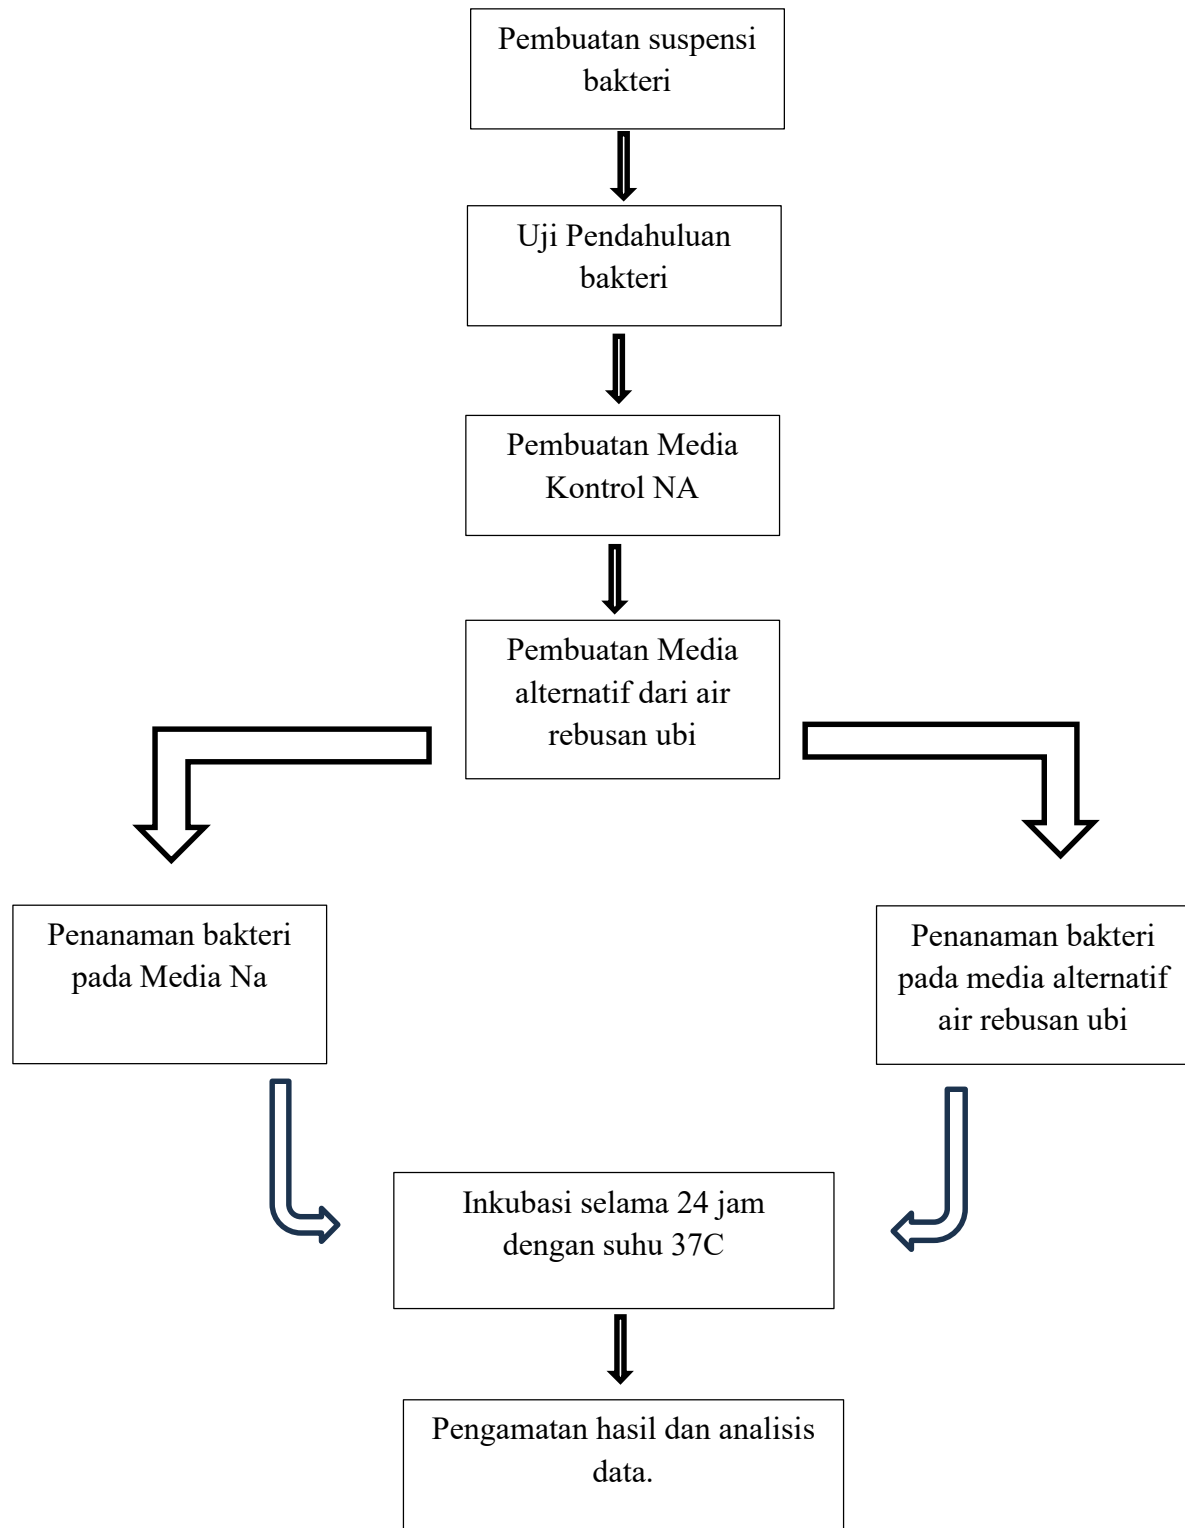 Pembuatan suspensi
bakteri
Uji Pendahuluan
bakteri
Pembuatan Media
Kontrol NA
Pembuatan Media
alternatif dari air
rebusan ubi
Penanaman bakteri
pada Media Na
Penanaman bakteri
pada media alternatif
air rebusan ubi
Inkubasi selama 24 jam
dengan suhu 37C
Pengamatan hasil dan analisis
data.